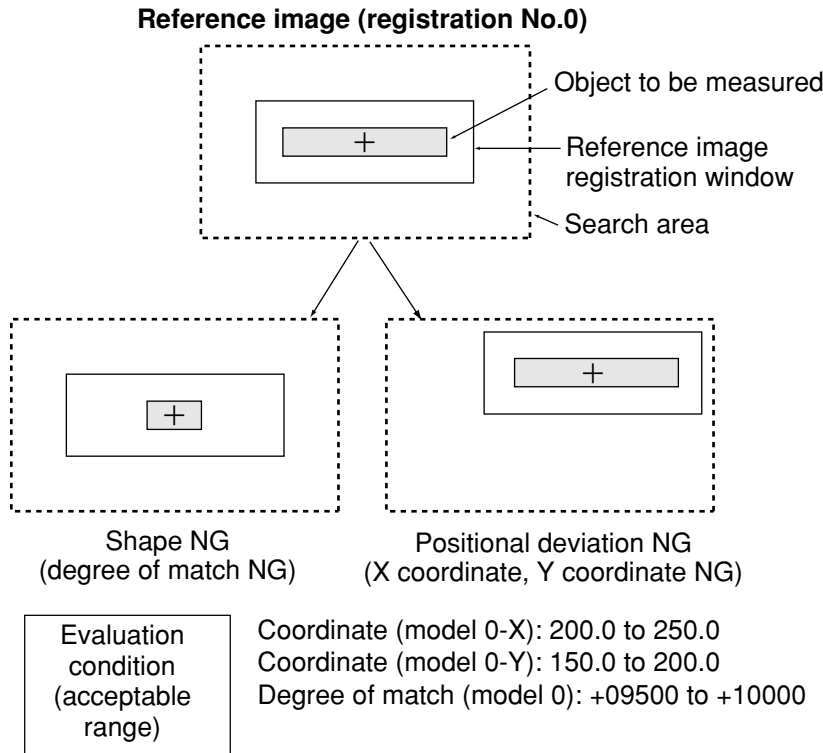 Reference image (registration No.0)
Object to be measured
Reference image
registration window
Search area
Shape NG
(degree of match NG)
Positional deviation NG
(X coordinate, Y coordinate NG)
Evaluation
condition
(acceptable
range)
Coordinate (model 0-X): 200.0 to 250.0
Coordinate (model 0-Y): 150.0 to 200.0
Degree of match (model 0): +09500 to +10000